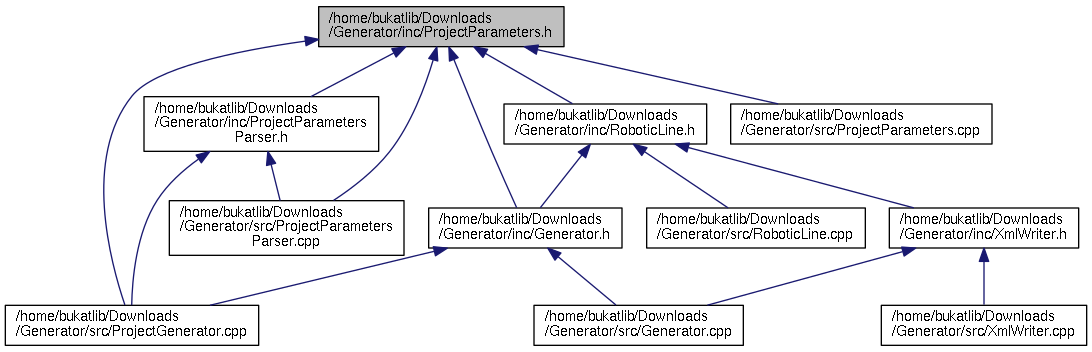 /home/bukatlib/Downloads
/Generator/inc/ProjectParameters.h
/home/bukatlib/Downloads
/Generator/inc/ProjectParameters
Parser.h
/home/bukatlib/Downloads
/Generator/inc/RoboticLine.h
/home/bukatlib/Downloads
/Generator/src/ProjectParameters.cpp
/home/bukatlib/Downloads
/Generator/src/ProjectParameters
Parser.cpp
/home/bukatlib/Downloads
/Generator/inc/Generator.h
/home/bukatlib/Downloads
/Generator/src/RoboticLine.cpp
/home/bukatlib/Downloads
/Generator/inc/XmlWriter.h
/home/bukatlib/Downloads
/Generator/src/ProjectGenerator.cpp
/home/bukatlib/Downloads
/Generator/src/Generator.cpp
/home/bukatlib/Downloads
/Generator/src/XmlWriter.cpp